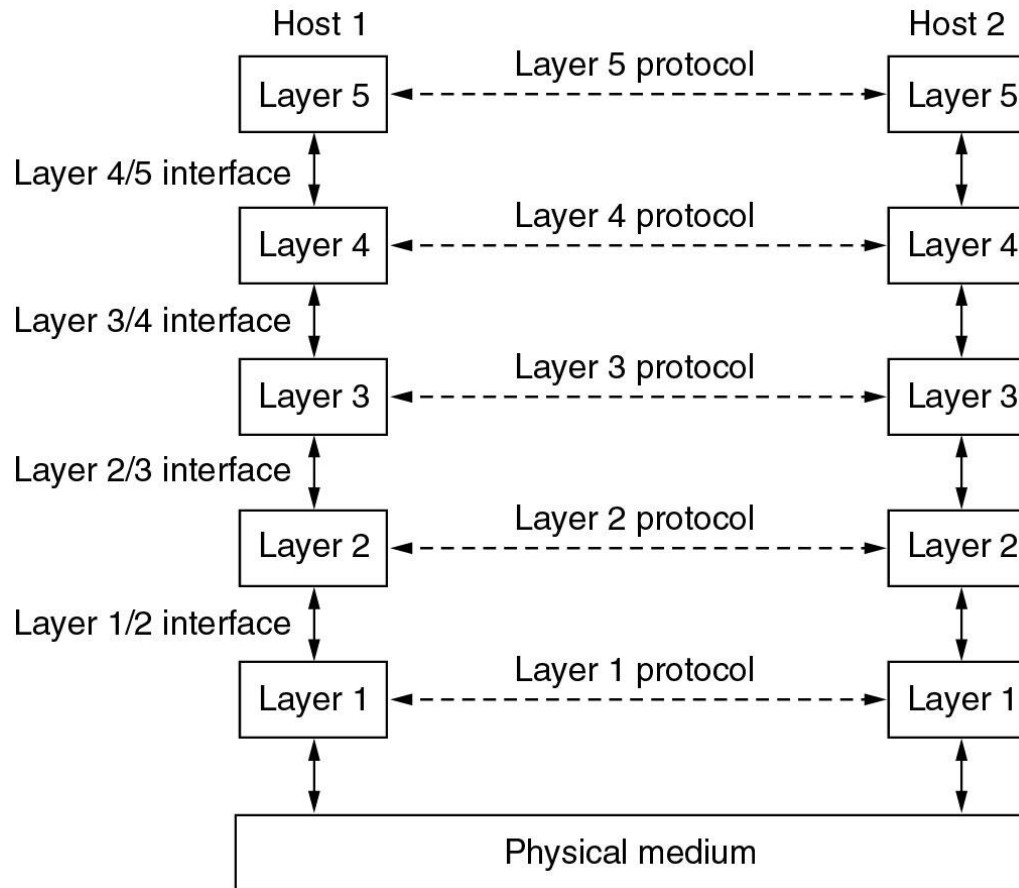 Host 1
Host 2
Layer 5 protocol
Layer 5
Layer 5
Layer 4/5 interface
Layer 4 protocol
Layer 4
Layer 4
Layer 3/4 interface
Layer 3 protocol
Layer 3
Layer 3
Layer 2/3 interface
Layer 2 protocol
Layer 2
Layer 2
Layer 1/2 interface
Layer 1 protocol
Layer 1
Layer 1
Physical medium